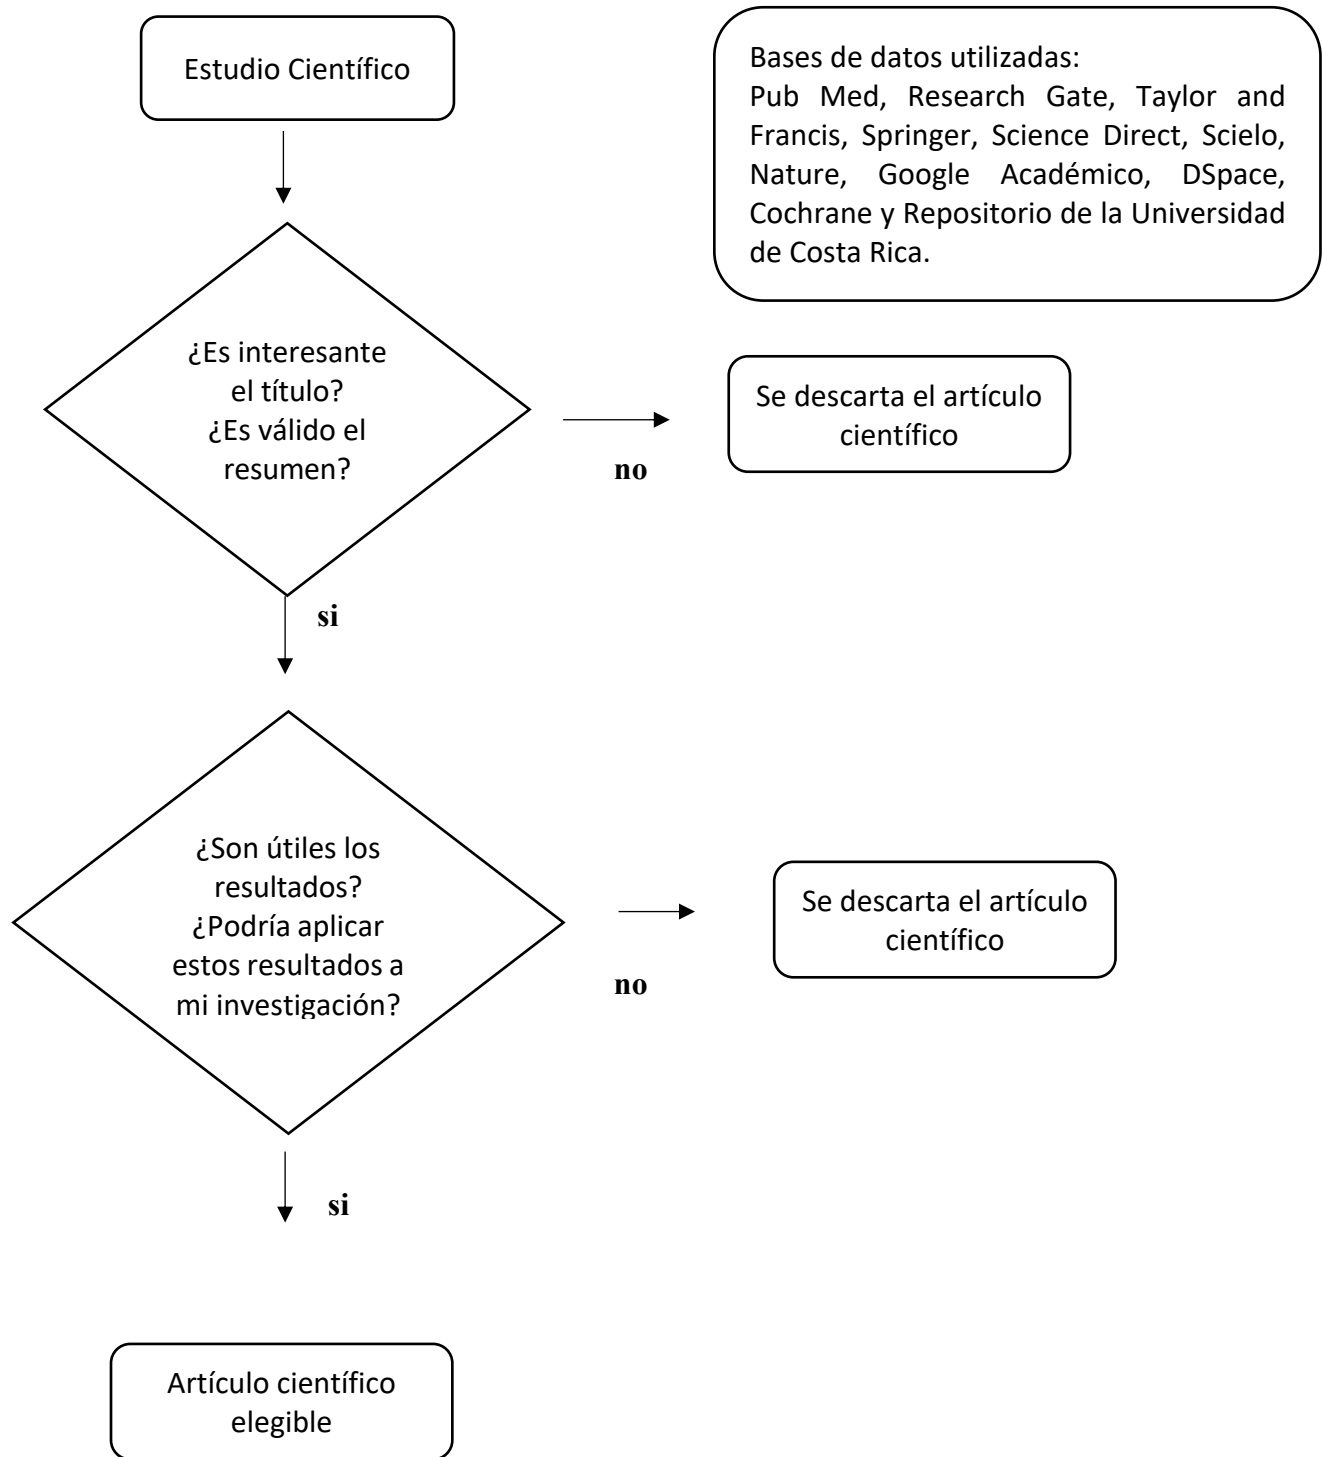 Estudio Científico
Bases de datos utilizadas:
Pub Med, Research Gate, Taylor and
Francis, Springer, Science Direct, Scielo,
Nature, Google Académico, DSpace,
Cochrane y Repositorio de la Universidad
de Costa Rica.
¿Es interesante
el título?
¿Es válido el
resumen?
no
Se descarta el artículo
científico
si
¿Son útiles los
resultados?
¿Podría aplicar
estos resultados a
mi investigación?
no
Se descarta el artículo
científico
si
Artículo científico
elegible